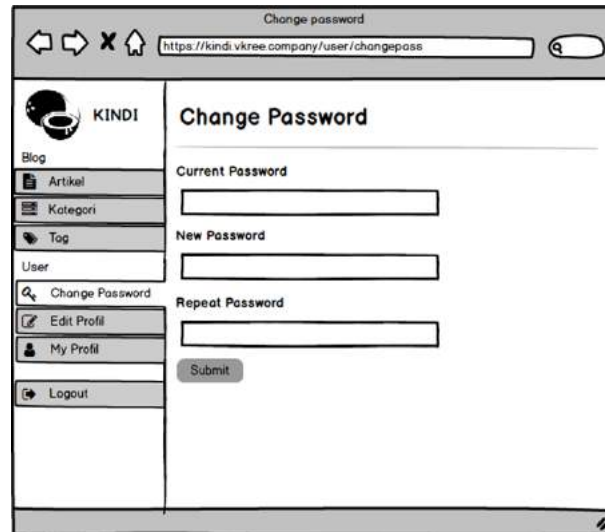 Change password
https://kindi.vkree.company/user/changepass
KINDI
Blog
Artikel
Kategori
Tag
User
Change Password
Edit Profil
My Profil
Logout
Change Password
Current Password
New Password
Repeat Password
Submit